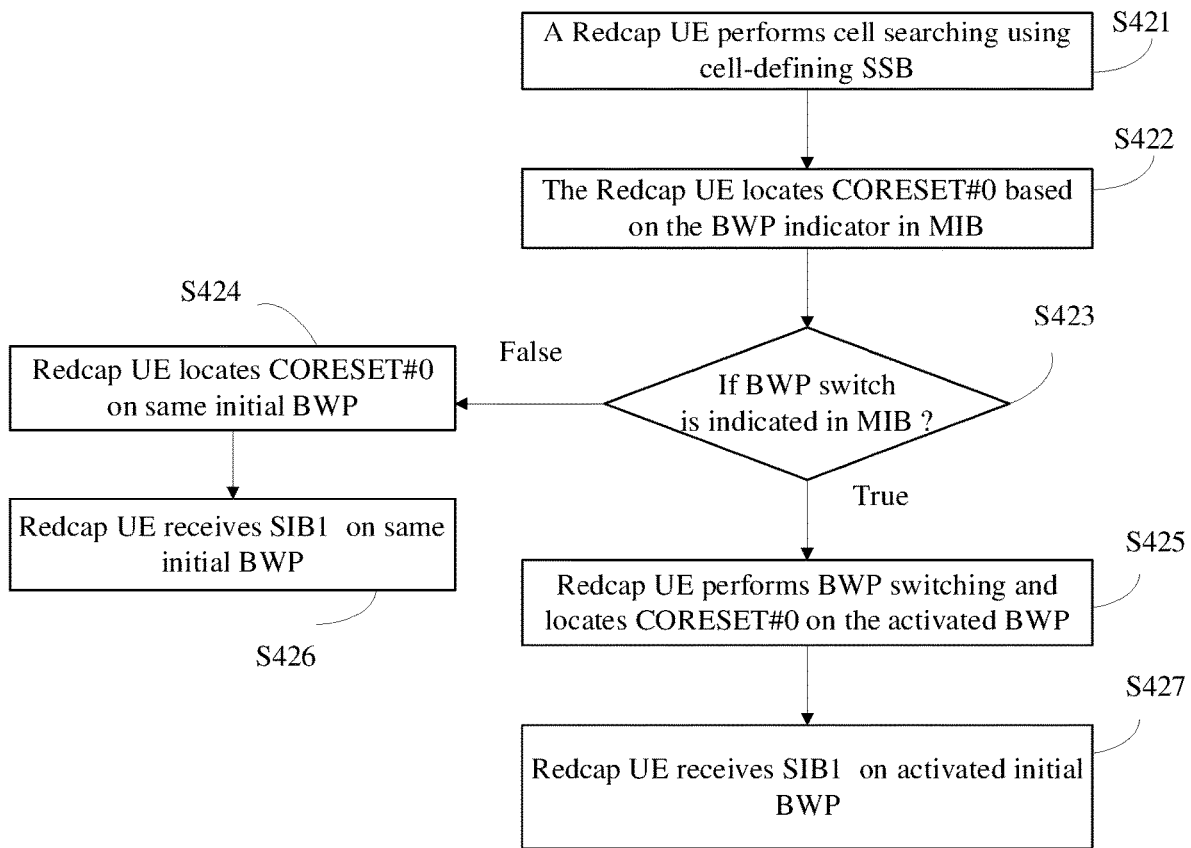 A Redcap UE performs cell searching using
cell-defining SSB
S421
The Redcap UE locates CORESET#0 based
on the BWP indicator in MIB
S422
If BWP switch
is indicated in MIB ?
S423
False
True
S424
Redcap UE locates CORESET#0
on same initial BWP
Redcap UE receives SIB1 on same
initial BWP
S426
Redcap UE performs BWP switching and
locates CORESET#0 on the activated BWP
S425
Redcap UE receives SIB1 on activated initial
BWP
S427